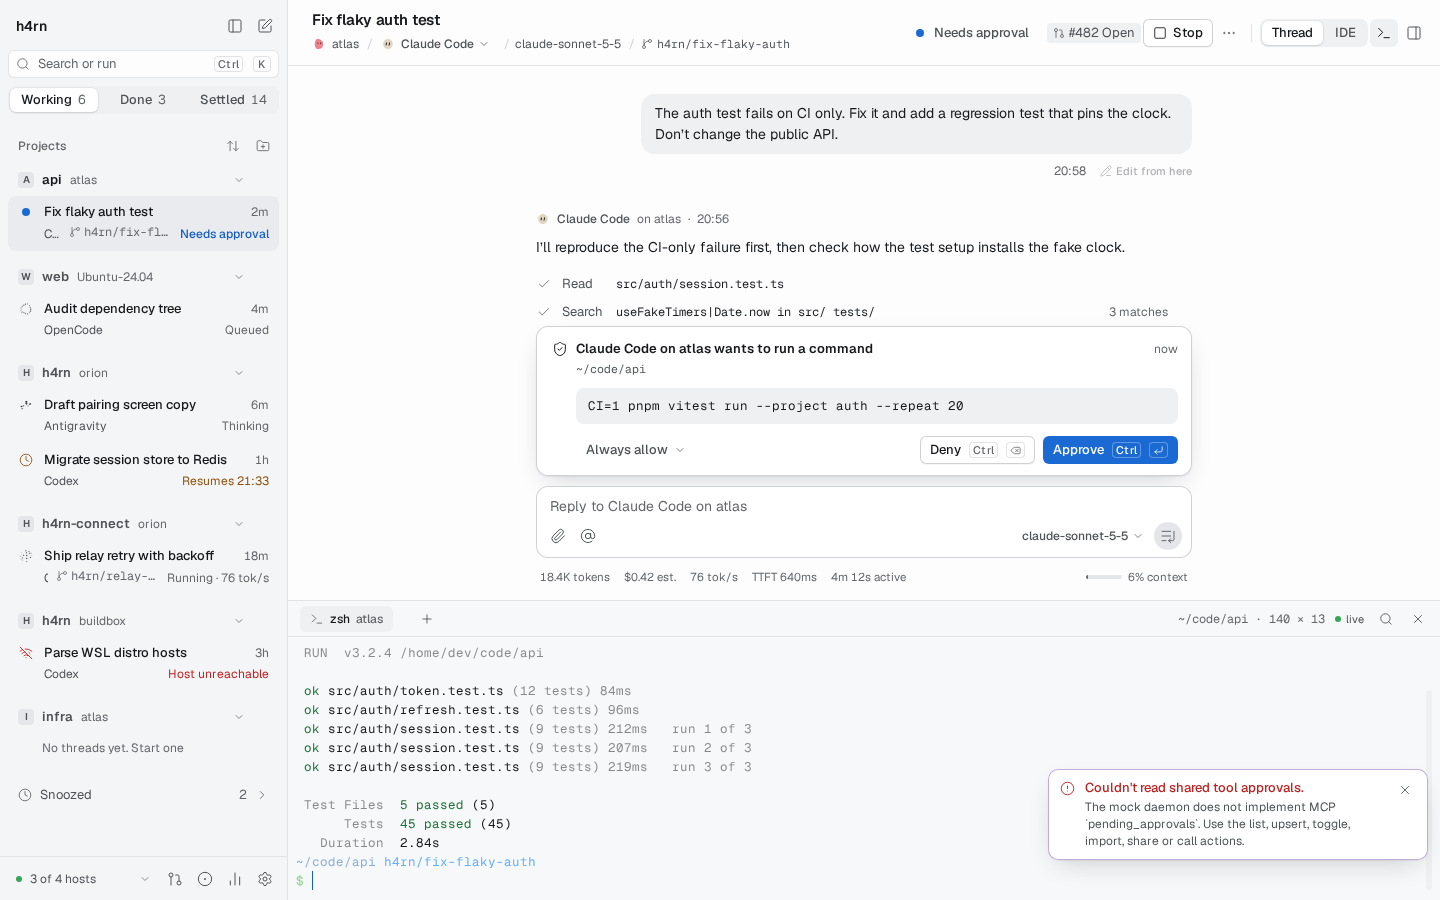 h4rn
Search or run Ctrl K
Working 6 Done 3 Settled 14
Projects
A api atlas
Fix flaky auth test 2m
C… h4rn/fix-fl… Needs approval
W web Ubuntu-24.04
Audit dependency tree 4m
OpenCode Queued
H h4rn orion
Draft pairing screen copy 6m
Antigravity Thinking
Migrate session store to Redis 1h
Codex Resumes 21:33
H h4rn-connect orion
Ship relay retry with backoff 18m
h4rn/relay-… Running · 76 tok/s
H h4rn buildbox
Parse WSL distro hosts 3h
Codex Host unreachable
I infra atlas
No threads yet. Start one
Snoozed 2
3 of 4 hosts
Fix flaky auth test
atlas / Claude Code / claude-sonnet-5-5 / h4rn/fix-flaky-auth
Needs approval #482 Open Stop Thread IDE
The auth test fails on CI only. Fix it and add a regression test that pins the clock.
Don't change the public API.
20:58 Edit from here
Claude Code on atlas · 20:56
I'll reproduce the CI-only failure first, then check how the test setup installs the fake clock.
Read src/auth/session.test.ts
Search useFakeTimers|Date.now in src/ tests/ 3 matches
Claude Code on atlas wants to run a command now
~/code/api
CI=1 pnpm vitest run --project auth --repeat 20
Always allow Deny Ctrl Approve Ctrl
Reply to Claude Code on atlas
claude-sonnet-5-5
18.4K tokens $0.42 est. 76 tok/s TTFT 640ms 4m 12s active 6% context
zsh atlas ~/code/api · 140 × 13 live
RUN v3.2.4 /home/dev/code/api
ok src/auth/token.test.ts (12 tests) 84ms
ok src/auth/refresh.test.ts (6 tests) 96ms
ok src/auth/session.test.ts (9 tests) 212ms run 1 of 3
ok src/auth/session.test.ts (9 tests) 207ms run 2 of 3
ok src/auth/session.test.ts (9 tests) 219ms run 3 of 3
Test Files 5 passed (5)
Tests 45 passed (45)
Duration 2.84s
~/code/api h4rn/fix-flaky-auth
$
Couldn't read shared tool approvals.
The mock daemon does not implement MCP
`pending_approvals`. Use the list, upsert, toggle,
import, share or call actions.